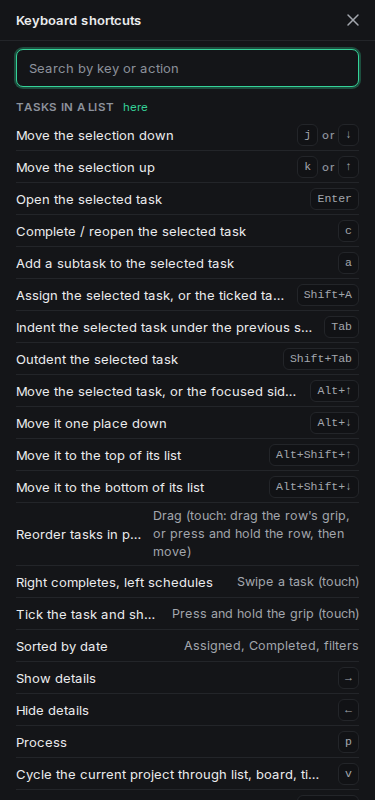 Keyboard shortcuts
Search by key or action
TASKS IN A LIST here
Move the selection down j or ↓
Move the selection up k or ↑
Open the selected task Enter
Complete / reopen the selected task c
Add a subtask to the selected task a
Assign the selected task, or the ticked ta... Shift+A
Indent the selected task under the previous s... Tab
Outdent the selected task Shift+Tab
Move the selected task, or the focused sid... Alt+↑
Move it one place down Alt+↓
Move it to the top of its list Alt+Shift+↑
Move it to the bottom of its list Alt+Shift+↓
Reorder tasks in p... Drag (touch: drag the row's grip,
or press and hold the row, then
move)
Right completes, left schedules Swipe a task (touch)
Tick the task and sh... Press and hold the grip (touch)
Sorted by date Assigned, Completed, filters
Show details →
Hide details ←
Process p
Cycle the current project through list, board, ti... v